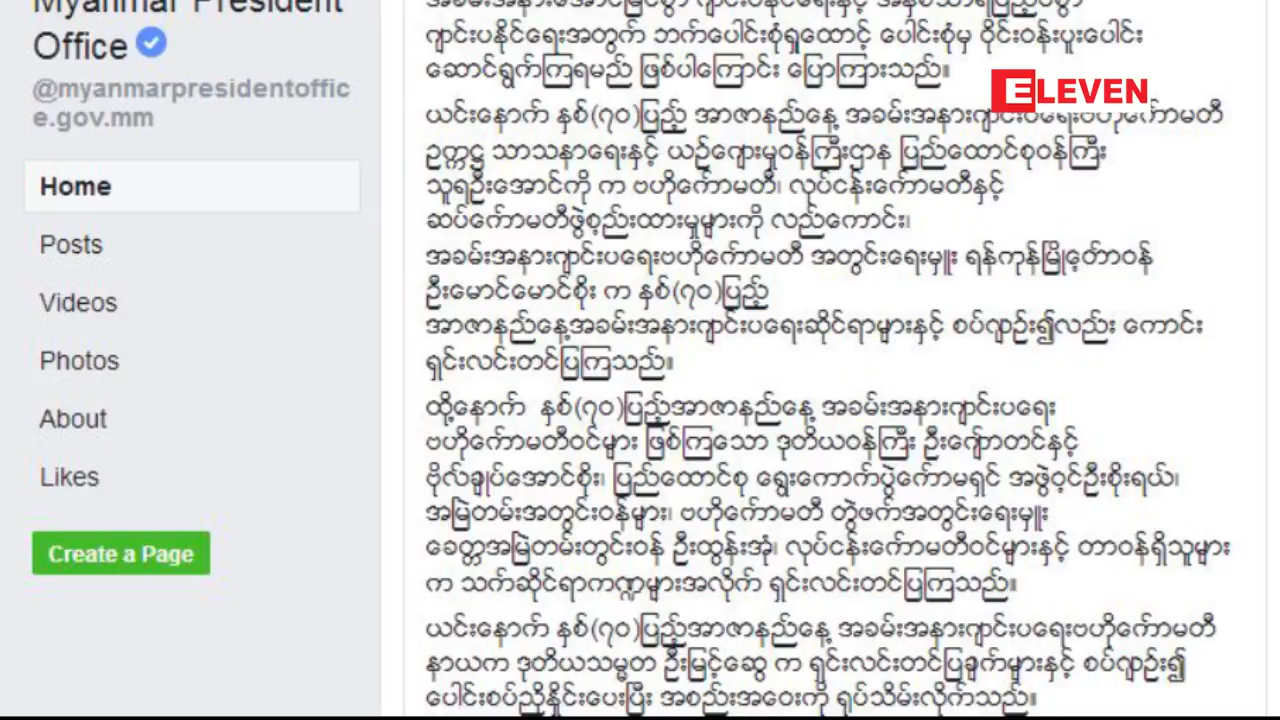 Myanmar President
Office
@myanmarpresidentoffic
e.gov.mm
Home
Posts
Videos
Photos
About
Likes
Create a Page
ELEVEN
ကျင်းပနိုင်ရေးအတွက် ဘက်ပေါင်းစုံရှုထောင့် ပေါင်းစုံမှ ဝိုင်းဝန်းပူးပေါင်း
ဆောင်ရွက်ကြရမည် ဖြစ်ပါကြောင်း ပြောကြားသည်။
ယင်းနောက် နှစ်(၇၀)ပြည့် အာဇာနည်နေ့ အခမ်းအနားကျင်းပရေးဗဟိုကော်မတီ
ဥက္ကဋ္ဌ သာသနာရေးနှင့် ယဉ်ကျေးမှုဝန်ကြီးဌာန ပြည်ထောင်စုဝန်ကြီး
သူရဦးအောင်ကို က ဗဟိုကော်မတီ၊ လုပ်ငန်းကော်မတီနှင့်
ဆပ်ကော်မတီဖွဲ့စည်းထားမှုများကို လည်ကောင်း၊
အခမ်းအနားကျင်းပရေးဗဟိုကော်မတီ အတွင်းရေးမှူး ရန်ကုန်မြို့တော်ဝန်
ဦးမောင်မောင်စိုး က နှစ်(၇၀)ပြည့်
အာဇာနည်နေ့အခမ်းအနားကျင်းပရေးဆိုင်ရာများနှင့် စပ်လျဉ်း၍လည်း ကောင်း
ရှင်းလင်းတင်ပြကြသည်။
ထို့နောက် နှစ်(၇၀)ပြည့်အာဇာနည်နေ့ အခမ်းအနားကျင်းပရေး
ဗဟိုကော်မတီဝင်များ ဖြစ်ကြသော ဒုတိယဝန်ကြီး ဦးကျော်တင်နှင့်
ဗိုလ်ချုပ်အောင်စိုး၊ ပြည်ထောင်စု ရွေးကောက်ပွဲကော်မရှင် အဖွဲ့ဝင်ဦးစိုးရယ်၊
အမြဲတမ်းအတွင်းဝန်များ၊ ဗဟိုကော်မတီ တွဲဖက်အတွင်းရေးမှူး
ခေတ္တအမြဲတမ်းတွင်းဝန် ဦးထွန်းအုံ၊ လုပ်ငန်းကော်မတီဝင်များနှင့် တာဝန်ရှိသူများ
က သက်ဆိုင်ရာကဏ္ဍများအလိုက် ရှင်းလင်းတင်ပြကြသည်။
ယင်းနောက် နှစ်(၇၀)ပြည့်အာဇာနည်နေ့ အခမ်းအနားကျင်းပရေးဗဟိုကော်မတီ
နာယက ဒုတိယသမ္မတ ဦးမြင့်ဆွေ က ရှင်းလင်းတင်ပြချက်များနှင့် စပ်လျဉ်း၍
ပေါင်းစပ်ညှိနှိုင်းပေးပြီး အစည်းအဝေးကို ရုပ်သိမ်းလိုက်သည်။